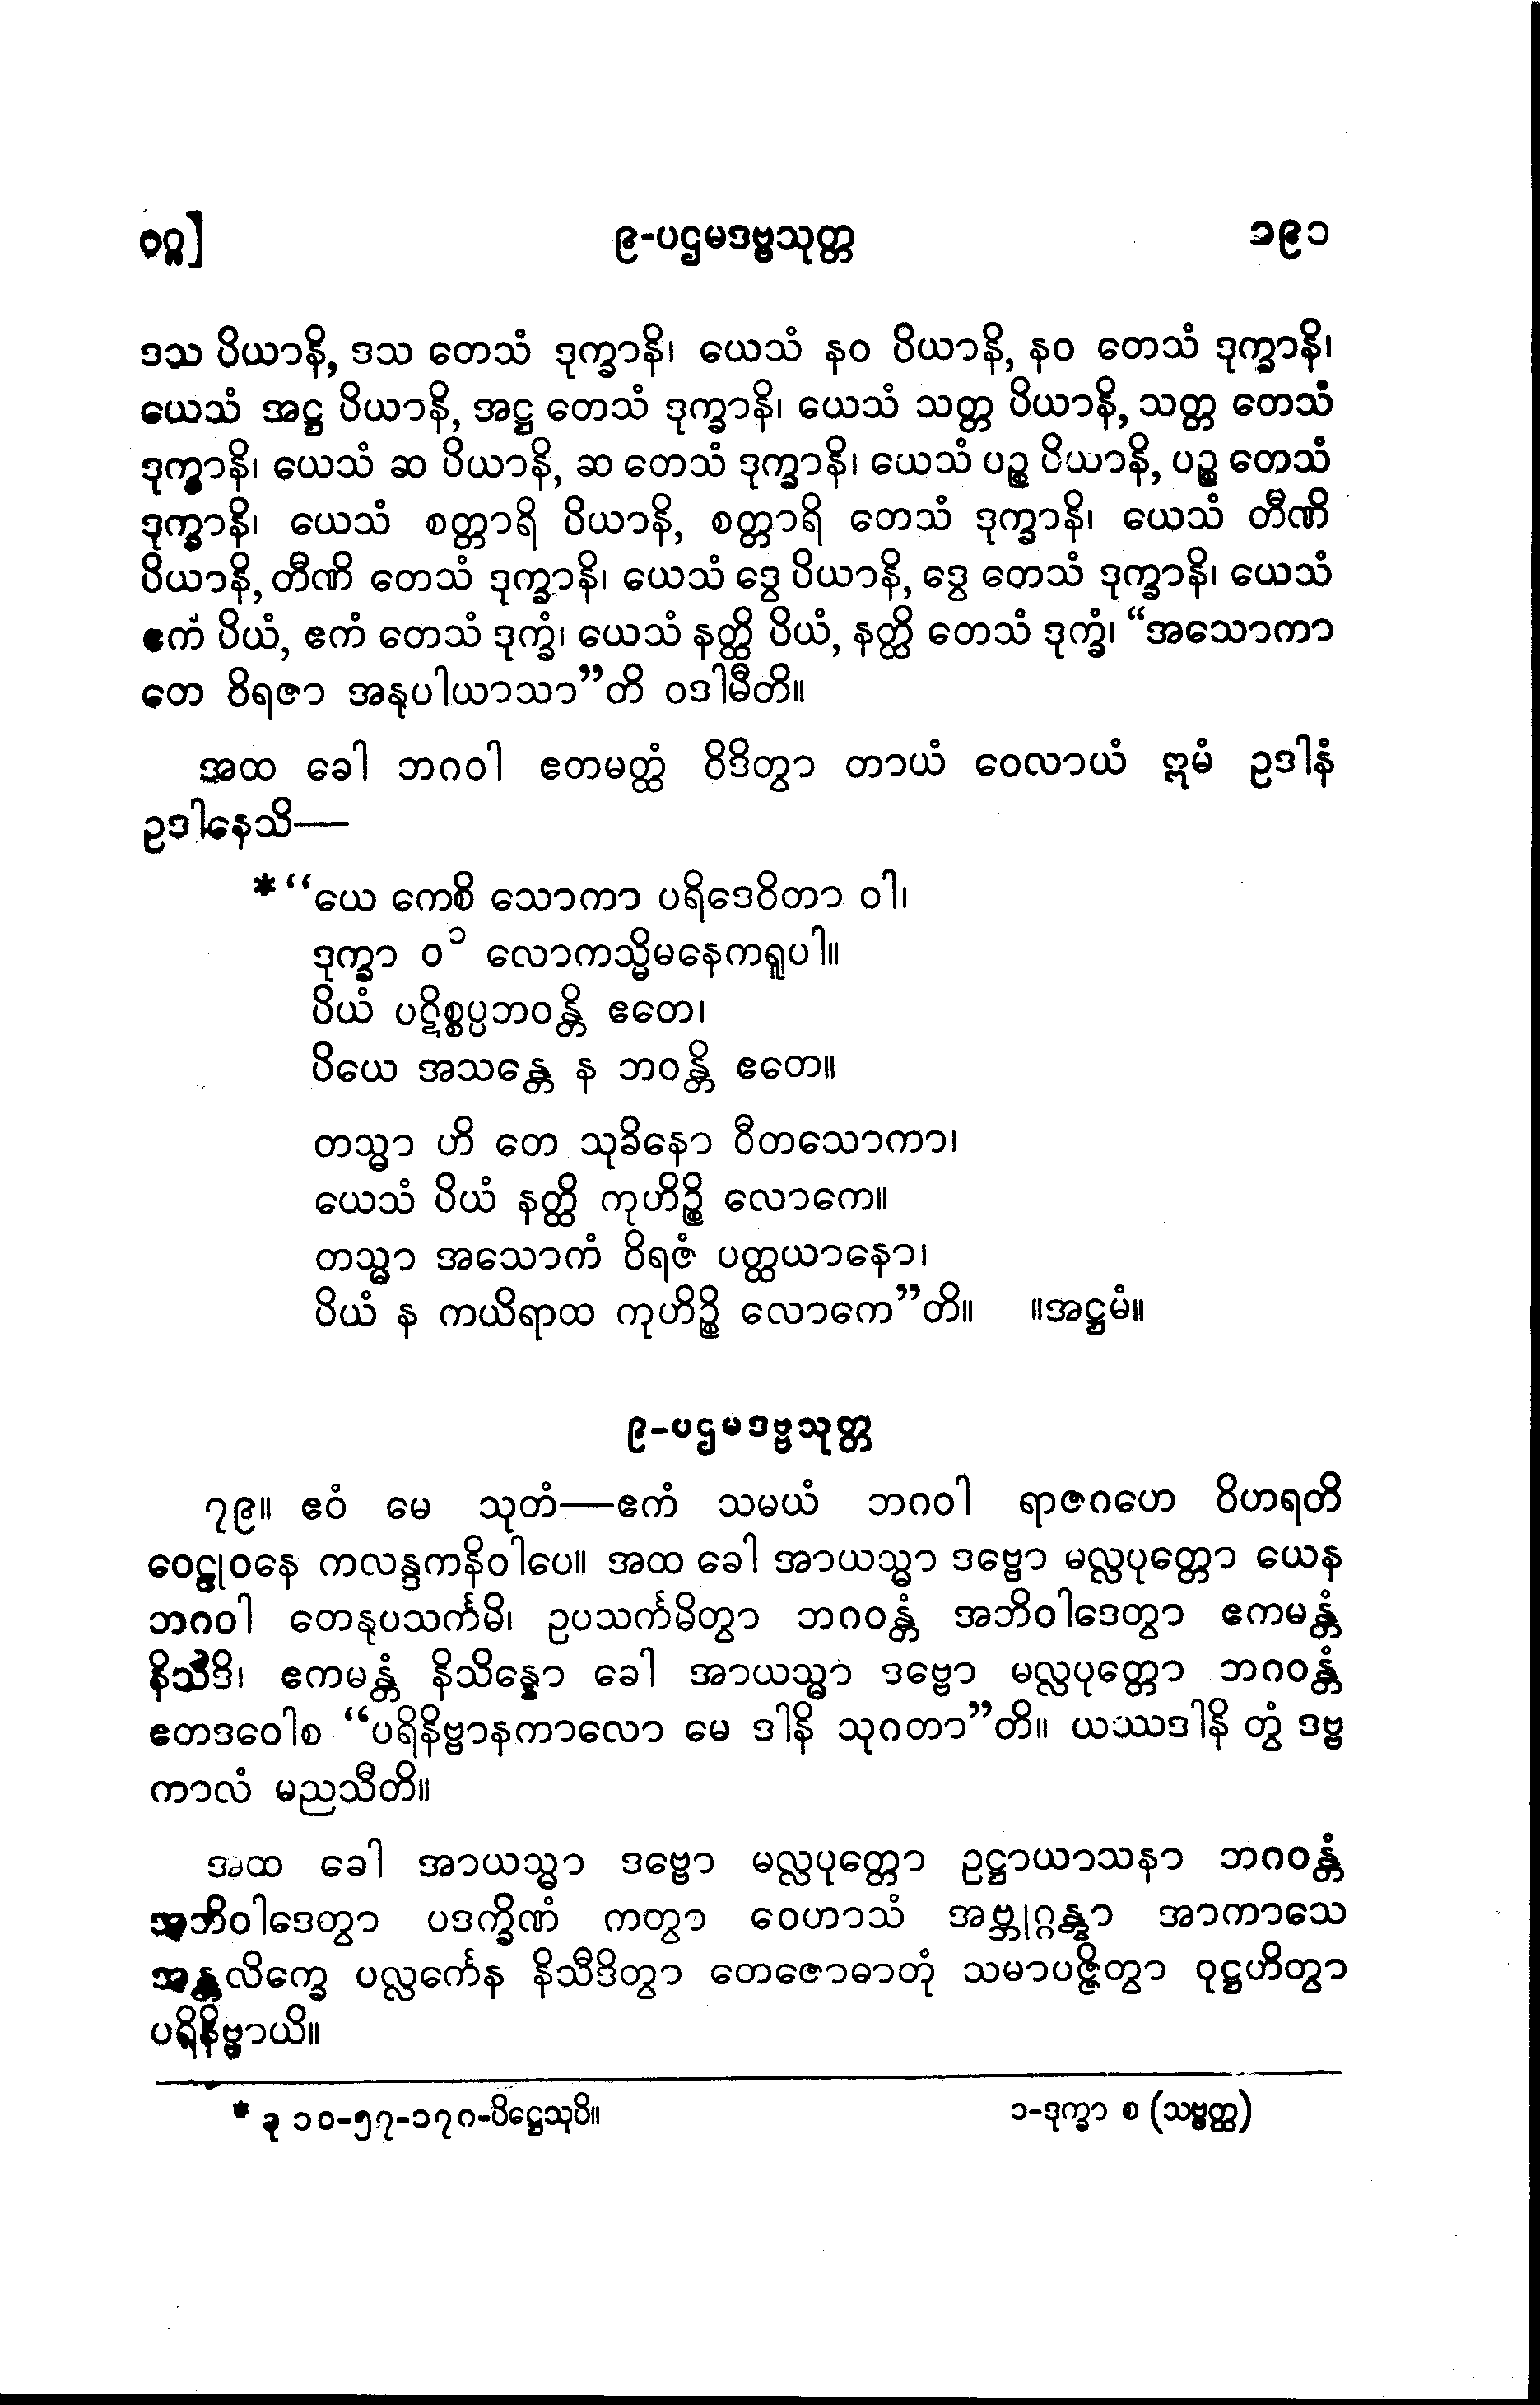 ဝဂ္ဂ]
၉-ပဌမဒဗ္ဗသုတ္တ
၁၉၁
ဒသ ပိယာနိ, ဒသ တေသံ ဒုက္ခာနိ၊ ယေသံ နဝ ပိယာနိ, နဝ တေသံ ဒုက္ခာနိ၊
ယေသံ အဋ္ဌ ပိယာနိ, အဋ္ဌ တေသံ ဒုက္ခာနိ၊ ယေသံ သတ္တ ပိယာနိ, သတ္တ တေသံ
ဒုက္ခာနိ၊ ယေသံ ဆ ပိယာနိ, ဆ တေသံ ဒုက္ခာနိ၊ ယေသံ ပဉ္စ ပိယာနိ, ပဉ္စ တေသံ
ဒုက္ခာနိ၊ ယေသံ စတ္တာရိ ပိယာနိ, စတ္တာရိ တေသံ ဒုက္ခာနိ၊ ယေသံ တီဏိ
ပိယာနိ, တီဏိ တေသံ ဒုက္ခာနိ၊ ယေသံ ဒွေ ပိယာနိ, ဒွေ တေသံ ဒုက္ခာနိ၊ ယေသံ
ဧကံ ပိယံ, ဧကံ တေသံ ဒုက္ခံ၊ ယေသံ နတ္ထိ ပိယံ, နတ္ထိ တေသံ ဒုက္ခံ၊ “အသောကာ
တေ ဝိရဇာ အနုပါယာသာ”တိ ဝဒါမီတိ။
အထ ခေါ ဘဂဝါ ဧတမတ္ထံ ဝိဒိတွာ တာယံ ဝေလာယံ ဣမံ ဥဒါနံ
ဥဒါနေသိ—
*“ယေ ကေစိ သောကာ ပရိဒေဝိတာ ဝါ၊
ဒုက္ခာ ဝ၁ လောကသ္မိမနေကရူပါ။
ပိယံ ပဋိစ္စပ္ပဘဝန္တိ ဧတေ၊
ပိယေ အသန္တေ န ဘဝန္တိ ဧတေ။
တသ္မာ ဟိ တေ သုခိနော ဝီတသောကာ၊
ယေသံ ပိယံ နတ္ထိ ကုဟိဉ္စိ လောကေ။
တသ္မာ အသောကံ ဝိရဇံ ပတ္ထယာနော၊
ပိယံ န ကယိရာထ ကုဟိဉ္စိ လောကေ”တိ။ ။အဋ္ဌမံ။
၉-ပဌမဒဗ္ဗသုတ္တ
၇၉။ ဧဝံ မေ သုတံ—ဧကံ သမယံ ဘဂဝါ ရာဇဂဟေ ဝိဟရတိ
ဝေဠုဝနေ ကလန္ဒကနိဝါပေ။ အထ ခေါ အာယသ္မာ ဒဗ္ဗော မလ္လပုတ္တော ယေန
ဘဂဝါ တေနုပသင်္ကမိ၊ ဥပသင်္ကမိတွာ ဘဂဝန္တံ အဘိဝါဒေတွာ ဧကမန္တံ
နိသီဒိ၊ ဧကမန္တံ နိသိန္နော ခေါ အာယသ္မာ ဒဗ္ဗော မလ္လပုတ္တော ဘဂဝန္တံ
ဧတဒဝေါစ “ပရိနိဗ္ဗာနကာလော မေ ဒါနိ သုဂတာ”တိ။ ယဿဒါနိ တွံ ဒဗ္ဗ
ကာလံ မညသီတိ။
အထ ခေါ အာယသ္မာ ဒဗ္ဗော မလ္လပုတ္တော ဥဋ္ဌာယာသနာ ဘဂဝန္တံ
အဘိဝါဒေတွာ ပဒက္ခိဏံ ကတွာ ဝေဟာသံ အဗ္ဘုဂ္ဂန္တွာ အာကာသေ
အန္တလိက္ခေ ပလ္လင်္ကေန နိသီဒိတွာ တေဇောဓာတုံ သမာပဇ္ဇိတွာ ဝုဋ္ဌဟိတွာ
ပရိနိဗ္ဗာယိ။
* ခု ၁၀-၅၇-၁၇ဂ-ပိဋ္ဌေသုပိ။
၁-ဒုက္ခာ စ (သဗ္ဗတ္ထ)